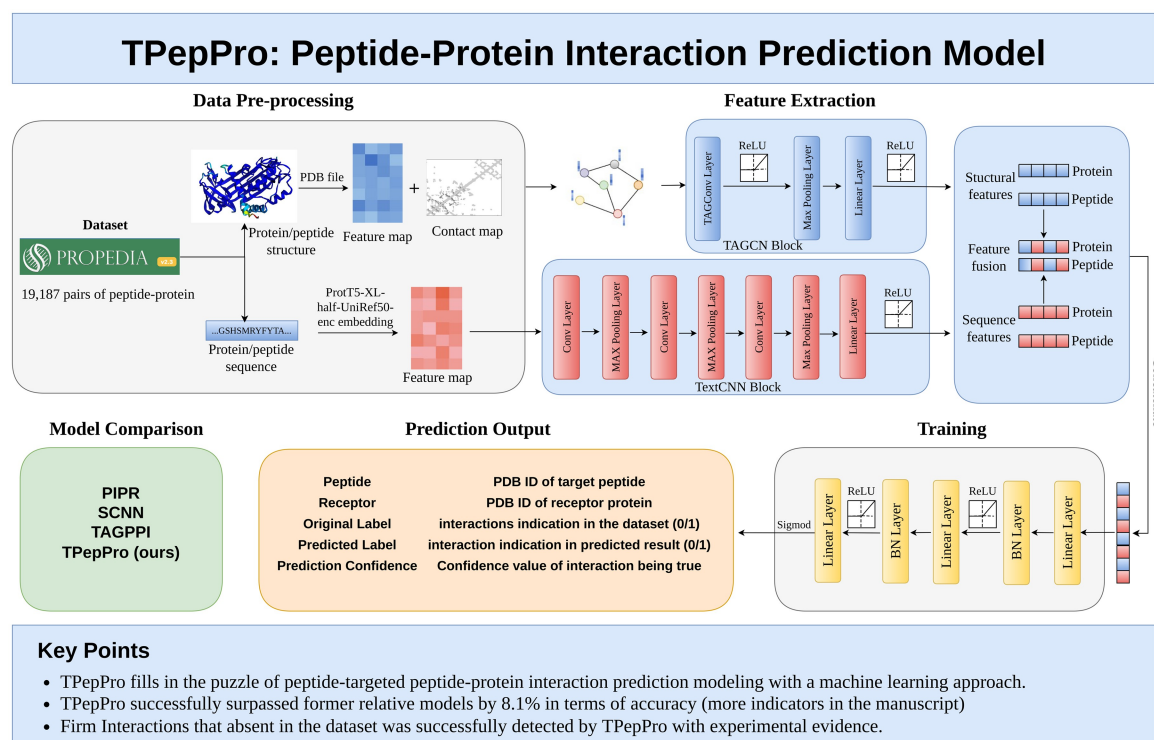 TPepPro: Peptide-Protein Interaction Prediction Model
Data Pre-processing
Feature Extraction
Dataset
PROPEDIA v2.3
19,187 pairs of peptide-protein
Protein/peptide
structure
PDB file
Feature map
+
Contact map
...GSHSMRYFYTA...
Protein/peptide
sequence
ProtT5-XL-
half-UniRef50-
enc embedding
Feature map
TAGConv Layer
ReLU
Max Pooling Layer
Linear Layer
ReLU
TAGCN Block
Conv Layer
MAX Pooling Layer
Conv Layer
MAX Pooling Layer
Conv Layer
Max Pooling Layer
Linear Layer
ReLU
TextCNN Block
Stuctural
features
Protein
Peptide
Feature
fusion
Protein
Peptide
Sequence
features
Protein
Peptide
Model Comparison
PIPR
SCNN
TAGPPI
TPepPro (ours)
Prediction Output
Peptide PDB ID of target peptide
Receptor PDB ID of receptor protein
Original Label interactions indication in the dataset (0/1)
Predicted Label interaction indication in predicted result (0/1)
Prediction Confidence Confidence value of interaction being true
Training
Sigmod
Linear Layer
ReLU
BN Layer
Linear Layer
ReLU
BN Layer
Linear Layer
Key Points
• TPepPro fills in the puzzle of peptide-targeted peptide-protein interaction prediction modeling with a machine learning approach.
• TPepPro successfully surpassed former relative models by 8.1% in terms of accuracy (more indicators in the manuscript)
• Firm Interactions that absent in the dataset was successfully detected by TPepPro with experimental evidence.